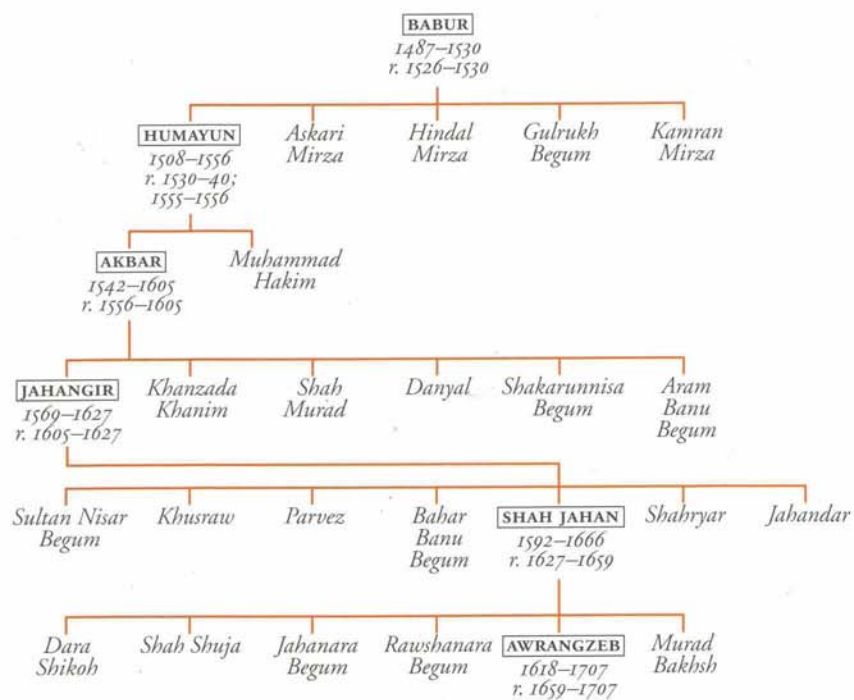 BABUR
1487–1530
r. 1526–1530
HUMAYUN
1508–1556
r. 1530–40;
1555–1556
Askari
Mirza
Hindal
Mirza
Gulrukh
Begum
Kamran
Mirza
AKBAR
1542–1605
r. 1556–1605
Muhammad
Hakim
JAHANGIR
1569–1627
r. 1605–1627
Khanzada
Khanim
Shah
Murad
Danyal
Shakarunnisa
Begum
Aram
Banu
Begum
Sultan Nisar
Begum
Khusraw
Parvez
Bahar
Banu
Begum
SHAH JAHAN
1592–1666
r. 1627–1659
Shahryar
Jahandar
Dara
Shikoh
Shah Shuja
Jahanara
Begum
Rawshanara
Begum
AWRANGZEB
1618–1707
r. 1659–1707
Murad
Bakhsh